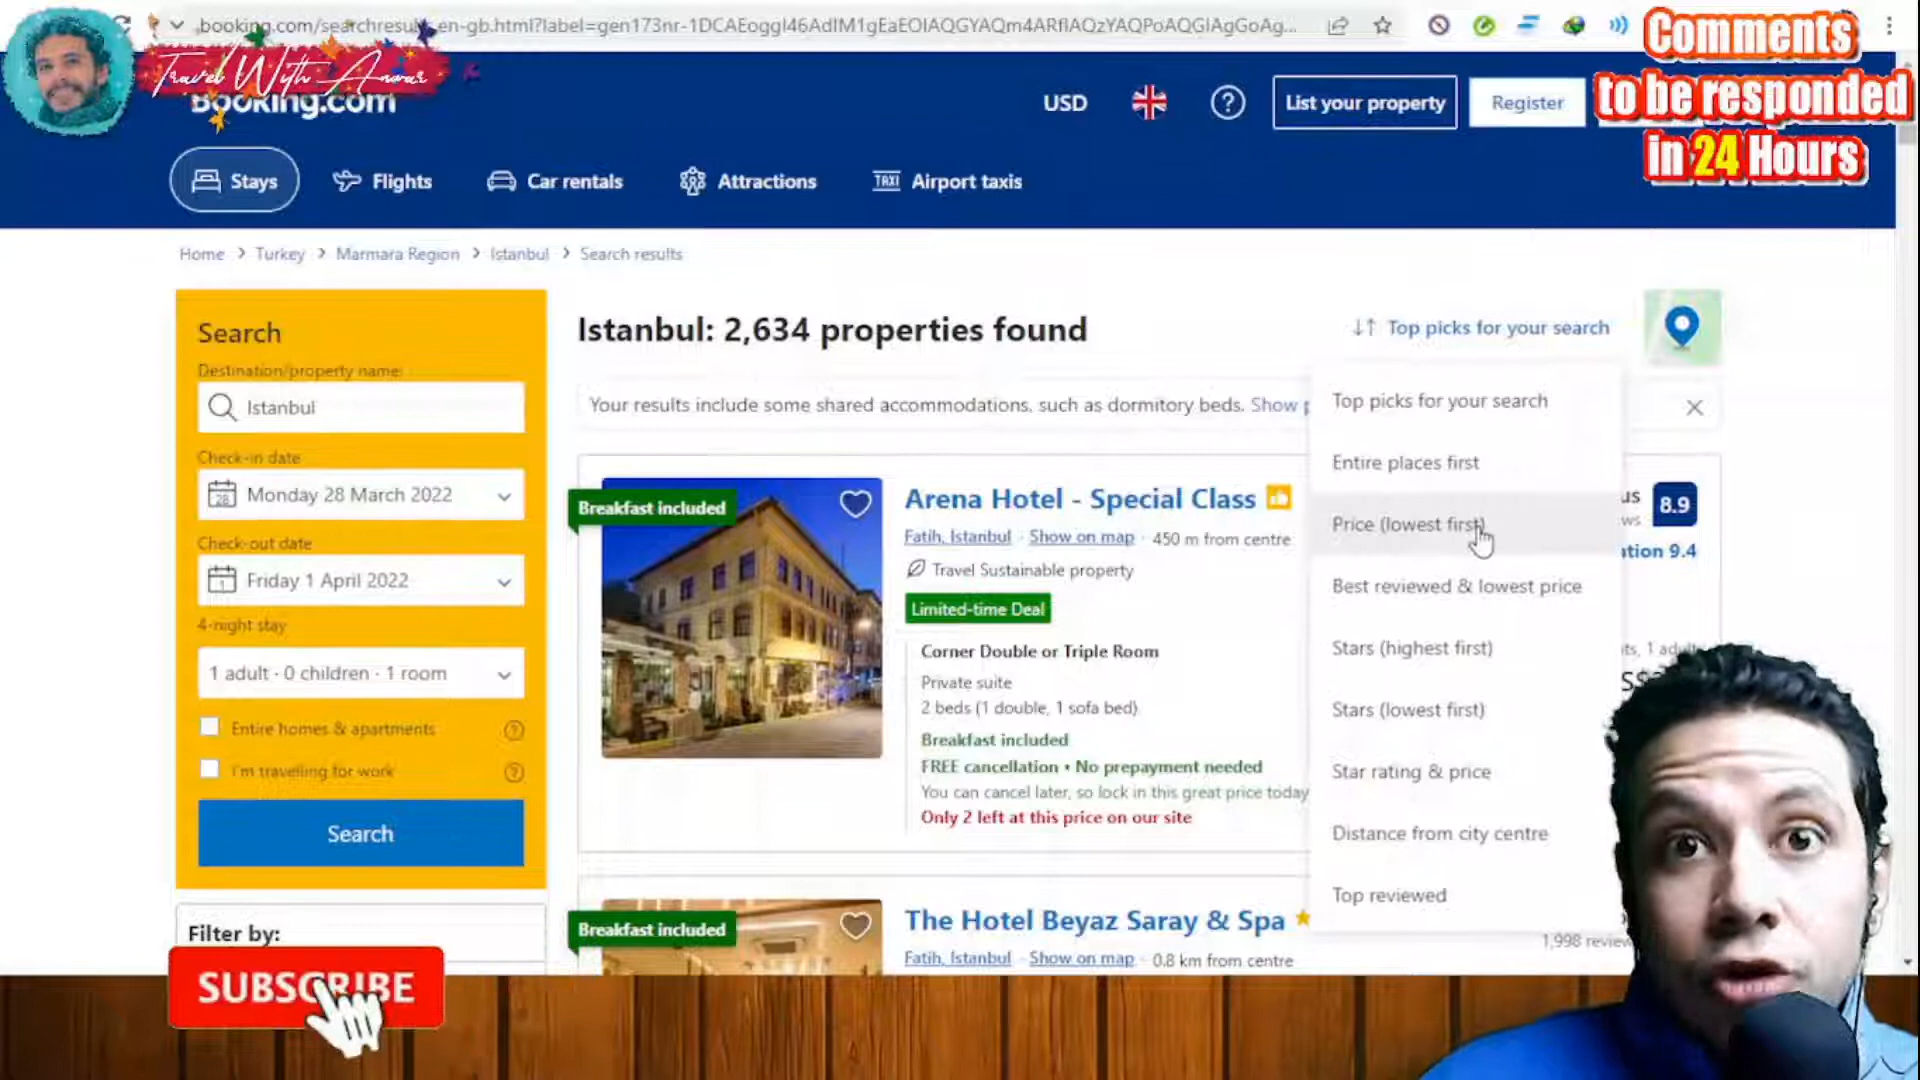 booking.com/searchresults.en-gb.html?label=gen173nr-1DCAEoggI46AdIM1gEaEOIAQGYAQm4ARfIAQzYAQPoAQGIAgGoAg...
Travel With Anwar
Booking.com
USD
List your property
Register
Comments
to be responded
in 24 Hours
Stays
Flights
Car rentals
Attractions
TAXI
Airport taxis
Home > Turkey > Marmara Region > Istanbul > Search results
Search
Destination/property name:
Istanbul
Check-in date
28
Monday 28 March 2022
Check-out date
1
Friday 1 April 2022
4-night stay
1 adult · 0 children · 1 room
Entire homes & apartments
I'm travelling for work
Search
Filter by:
SUBSCRIBE
Istanbul: 2,634 properties found
Top picks for your search
Your results include some shared accommodations, such as dormitory beds. Show
Top picks for your search
Entire places first
Price (lowest first)
Best reviewed & lowest price
Stars (highest first)
Stars (lowest first)
Star rating & price
Distance from city centre
Top reviewed
Breakfast included
Arena Hotel - Special Class
Fatih, Istanbul · Show on map · 450 m from centre
Travel Sustainable property
Limited-time Deal
Corner Double or Triple Room
Private suite
2 beds (1 double, 1 sofa bed)
Breakfast included
FREE cancellation • No prepayment needed
You can cancel later, so lock in this great price today
Only 2 left at this price on our site
8.9
9.4
Breakfast included
The Hotel Beyaz Saray & Spa
Fatih, Istanbul · Show on map · 0.8 km from centre
1,998